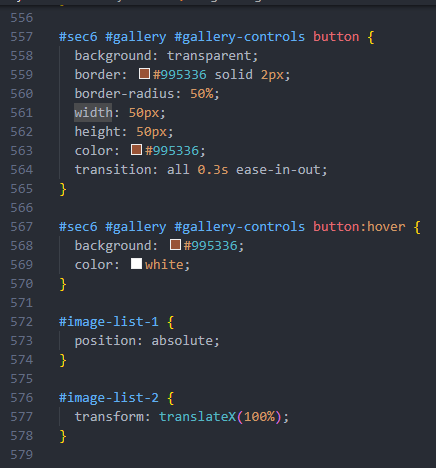 556
557 #sec6 #gallery #gallery-controls button {
558 background: transparent;
559 border: #995336 solid 2px;
560 border-radius: 50%;
561 width: 50px;
562 height: 50px;
563 color: #995336;
564 transition: all 0.3s ease-in-out;
565 }
566
567 #sec6 #gallery #gallery-controls button:hover {
568 background: #995336;
569 color: white;
570 }
571
572 #image-list-1 {
573 position: absolute;
574 }
575
576 #image-list-2 {
577 transform: translateX(100%);
578 }
579